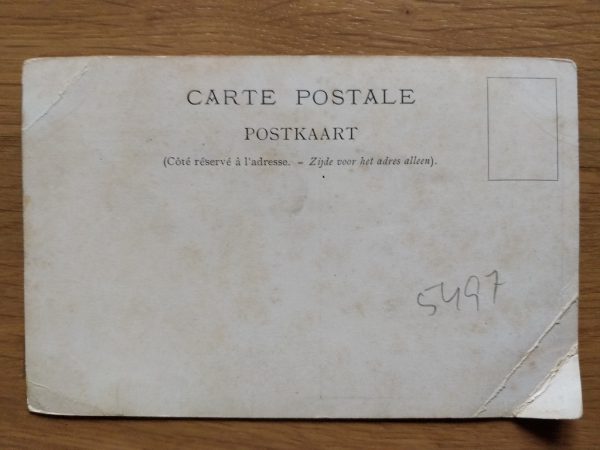 CARTE POSTALE
POSTKAART
(Côté réservé à l'adresse. – Zijde voor het adres alleen).
5497